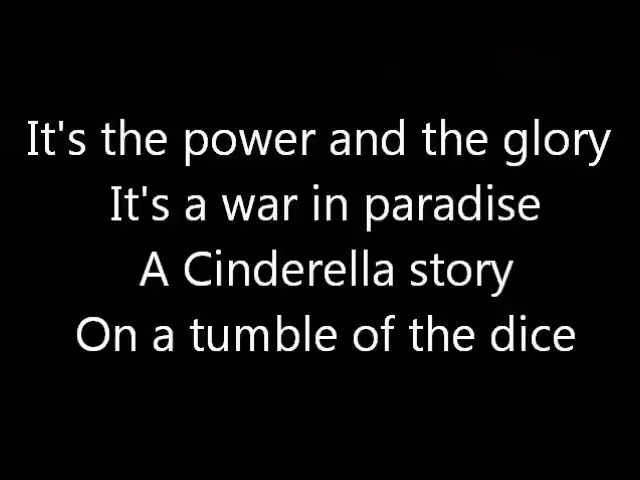 It's the power and the glory
It's a war in paradise
A Cinderella story
On a tumble of the dice